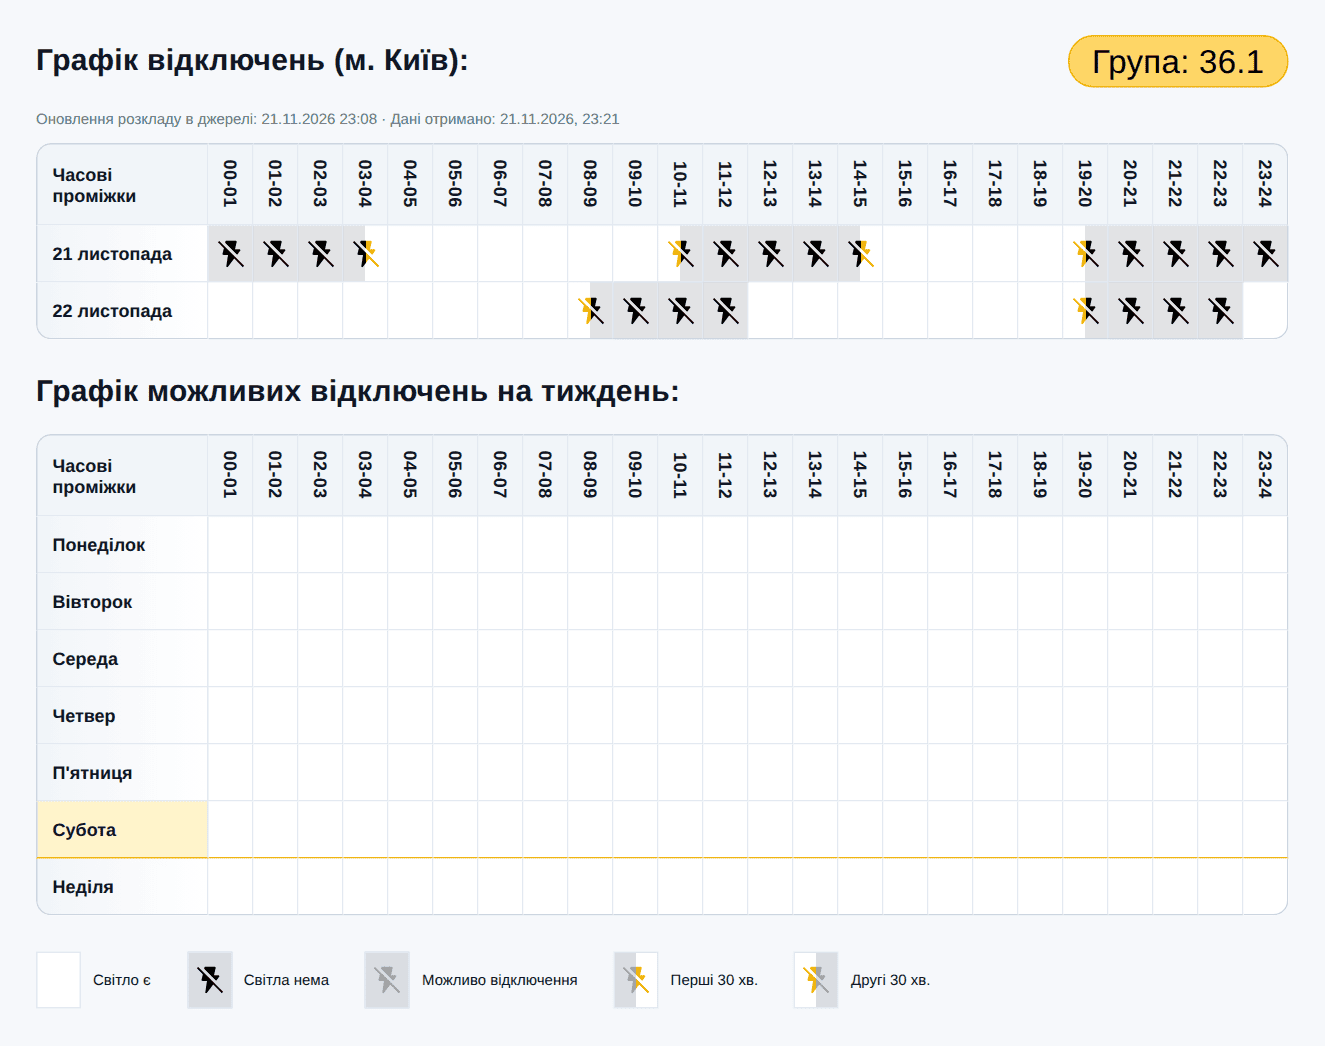 Графік відключень (м. Київ):
Група: 36.1
Оновлення розкладу в джерелі: 21.11.2026 23:08 · Дані отримано: 21.11.2026, 23:21
Часові
проміжки
00-01 01-02 02-03 03-04 04-05 05-06 06-07 07-08 08-09 09-10 10-11 11-12 12-13 13-14 14-15 15-16 16-17 17-18 18-19 19-20 20-21 21-22 22-23 23-24
21 листопада
22 листопада
Графік можливих відключень на тиждень:
Часові
проміжки
00-01 01-02 02-03 03-04 04-05 05-06 06-07 07-08 08-09 09-10 10-11 11-12 12-13 13-14 14-15 15-16 16-17 17-18 18-19 19-20 20-21 21-22 22-23 23-24
Понеділок
Вівторок
Середа
Четвер
П'ятниця
Субота
Неділя
Світло є Світла нема Можливо відключення Перші 30 хв. Другі 30 хв.